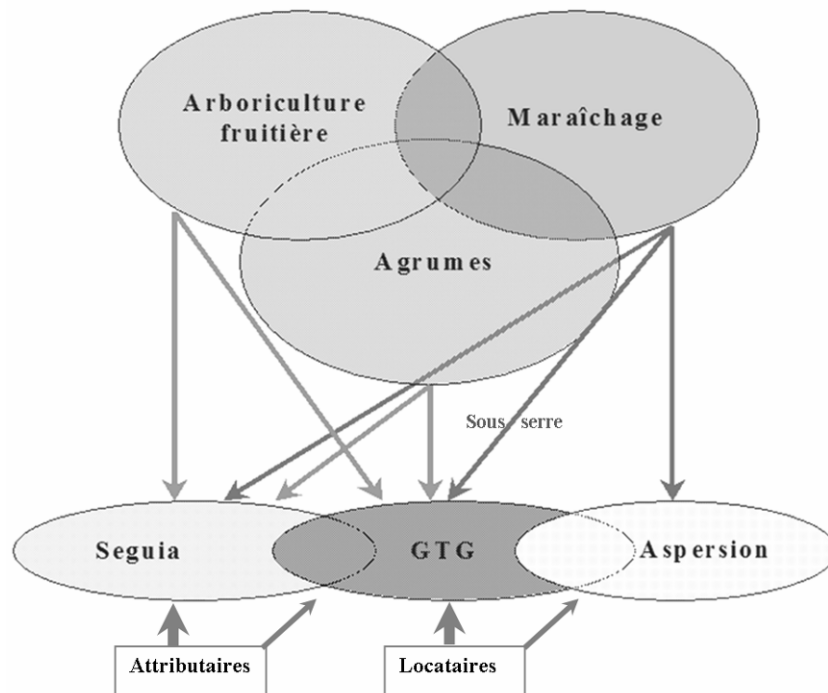 Arboriculture
fruitière
Maraîchage
Agrumes
Sous serre
Seguia
GTG
Aspersion
Attributaires
Locataires